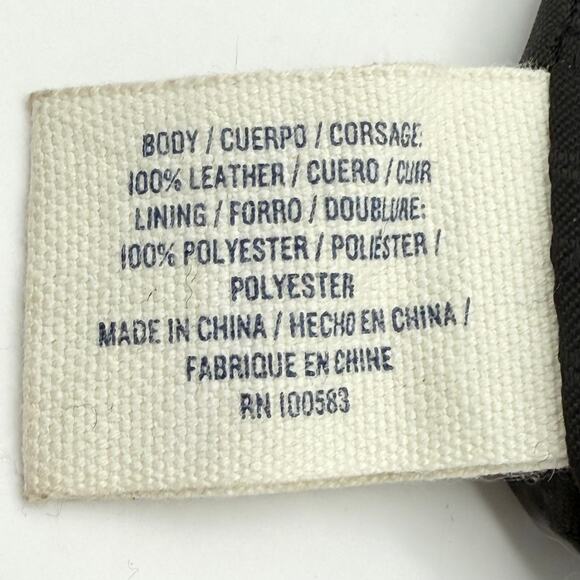 BODY / CUERPO / CORSAGE:
100% LEATHER / CUERO / CUIR
LINING / FORRO / DOUBLURE:
100% POLYESTER / POLIÉSTER /
POLYESTER
MADE IN CHINA / HECHO EN CHINA /
FABRIQUE EN CHINE
RN 100583